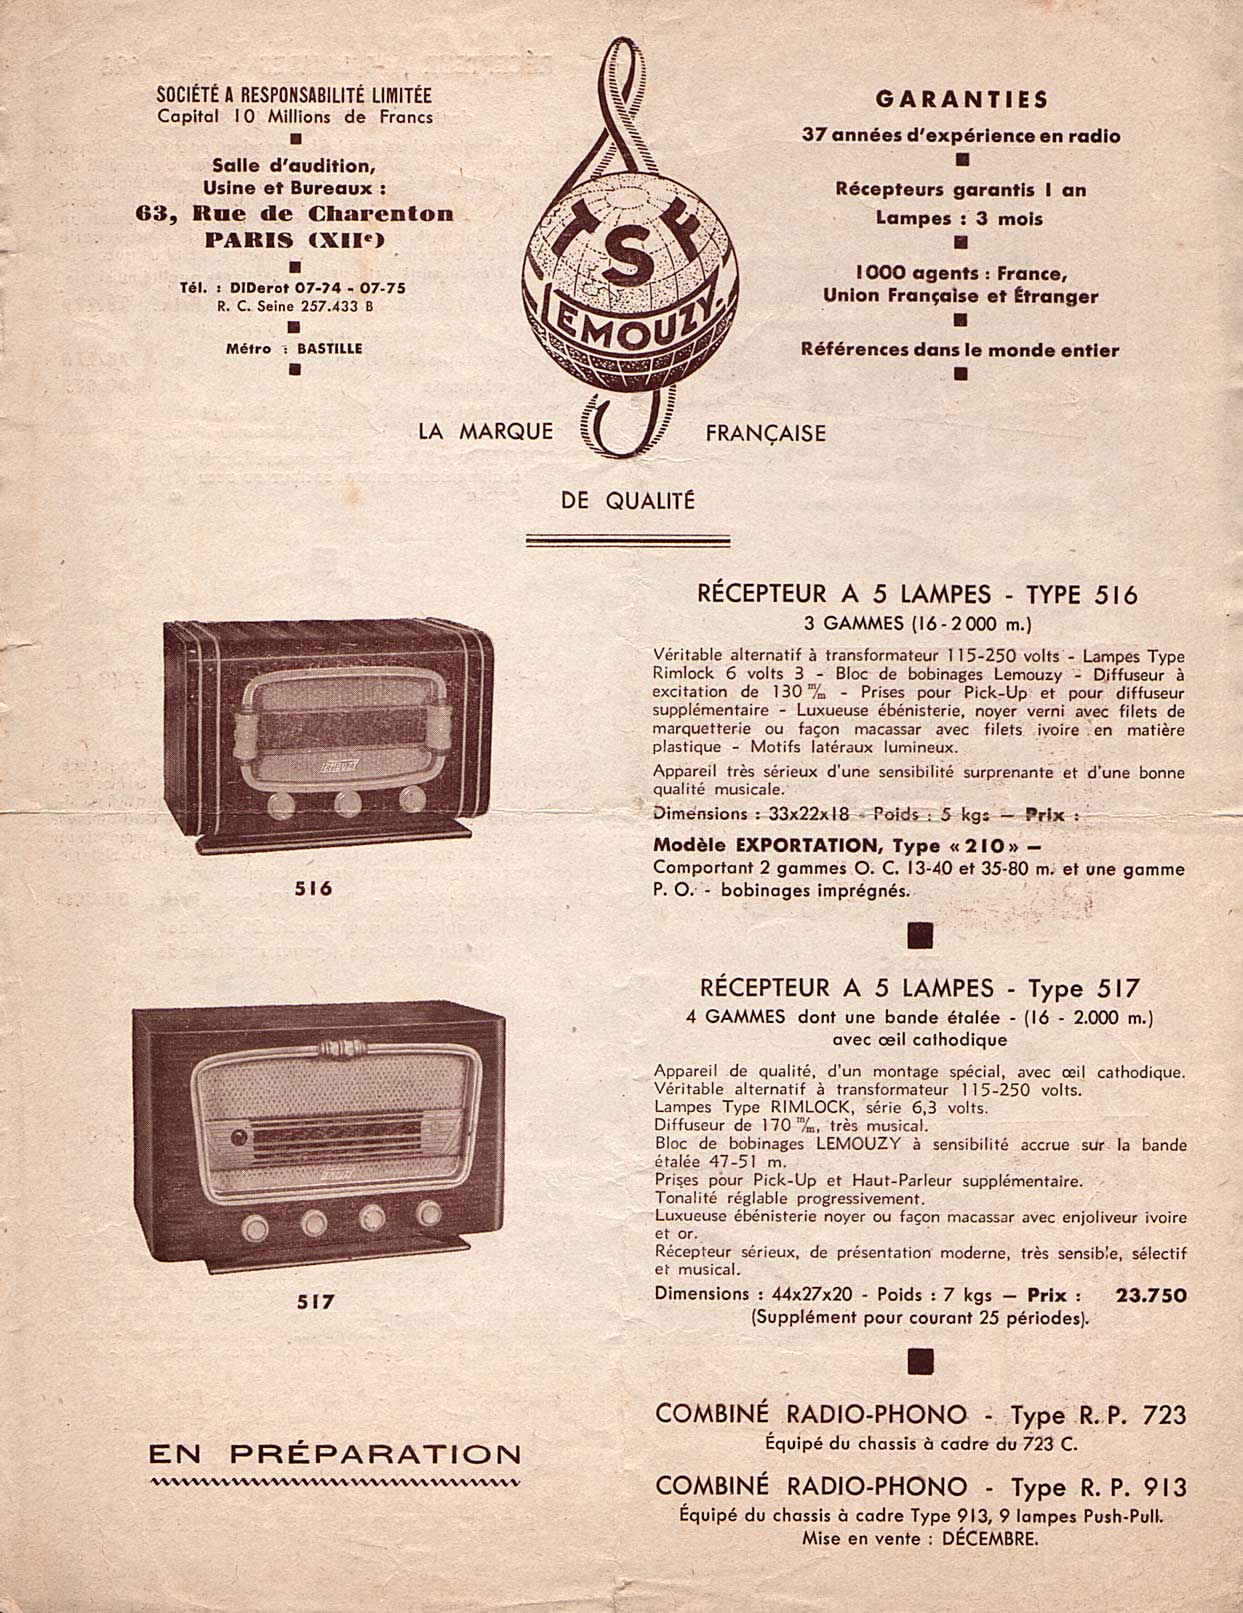 SOCIÉTÉ A RESPONSABILITÉ LIMITÉE
Capital 10 Millions de Francs
Salle d'audition,
Usine et Bureaux :
63, Rue de Charenton
PARIS (XIIe)
Tél. : DIDerot 07-74 - 07-75
R. C. Seine 257.433 B
Métro : BASTILLE
TSF
LEMOUZY
GARANTIES
37 années d'expérience en radio
Récepteurs garantis 1 an
Lampes : 3 mois
1000 agents : France,
Union Française et Étranger
Références dans le monde entier
LA MARQUE FRANÇAISE
DE QUALITÉ
LEMOUZY
516
RÉCEPTEUR A 5 LAMPES - TYPE 516
3 GAMMES (16-2000 m.)
Véritable alternatif à transformateur 115-250 volts - Lampes Type
Rimlock 6 volts 3 - Bloc de bobinages Lemouzy - Diffuseur à
excitation de 130 m/m - Prises pour Pick-Up et pour diffuseur
supplémentaire - Luxueuse ébénisterie, noyer verni avec filets de
marquetterie ou façon macassar avec filets ivoire en matière
plastique - Motifs latéraux lumineux.
Appareil très sérieux d'une sensibilité surprenante et d'une bonne
qualité musicale.
Dimensions : 33x22x18 - Poids : 5 kgs — Prix :
Modèle EXPORTATION, Type « 210 » —
Comportant 2 gammes O. C. 13-40 et 35-80 m. et une gamme
P. O. - bobinages imprégnés.
517
RÉCEPTEUR A 5 LAMPES - Type 517
4 GAMMES dont une bande étalée - (16 - 2.000 m.)
avec œil cathodique
Appareil de qualité, d'un montage spécial, avec œil cathodique.
Véritable alternatif à transformateur 115-250 volts.
Lampes Type RIMLOCK, série 6,3 volts.
Diffuseur de 170 m/m, très musical.
Bloc de bobinages LEMOUZY à sensibilité accrue sur la bande
étalée 47-51 m.
Prises pour Pick-Up et Haut-Parleur supplémentaire.
Tonalité réglable progressivement.
Luxueuse ébénisterie noyer ou façon macassar avec enjoliveur ivoire
et or.
Récepteur sérieux, de présentation moderne, très sensible, sélectif
et musical.
Dimensions : 44x27x20 - Poids : 7 kgs — Prix : 23.750
(Supplément pour courant 25 périodes).
EN PRÉPARATION
COMBINÉ RADIO-PHONO - Type R. P. 723
Équipé du chassis à cadre du 723 C.
COMBINÉ RADIO-PHONO - Type R. P. 913
Équipé du chassis à cadre Type 913, 9 lampes Push-Pull.
Mise en vente : DÉCEMBRE.